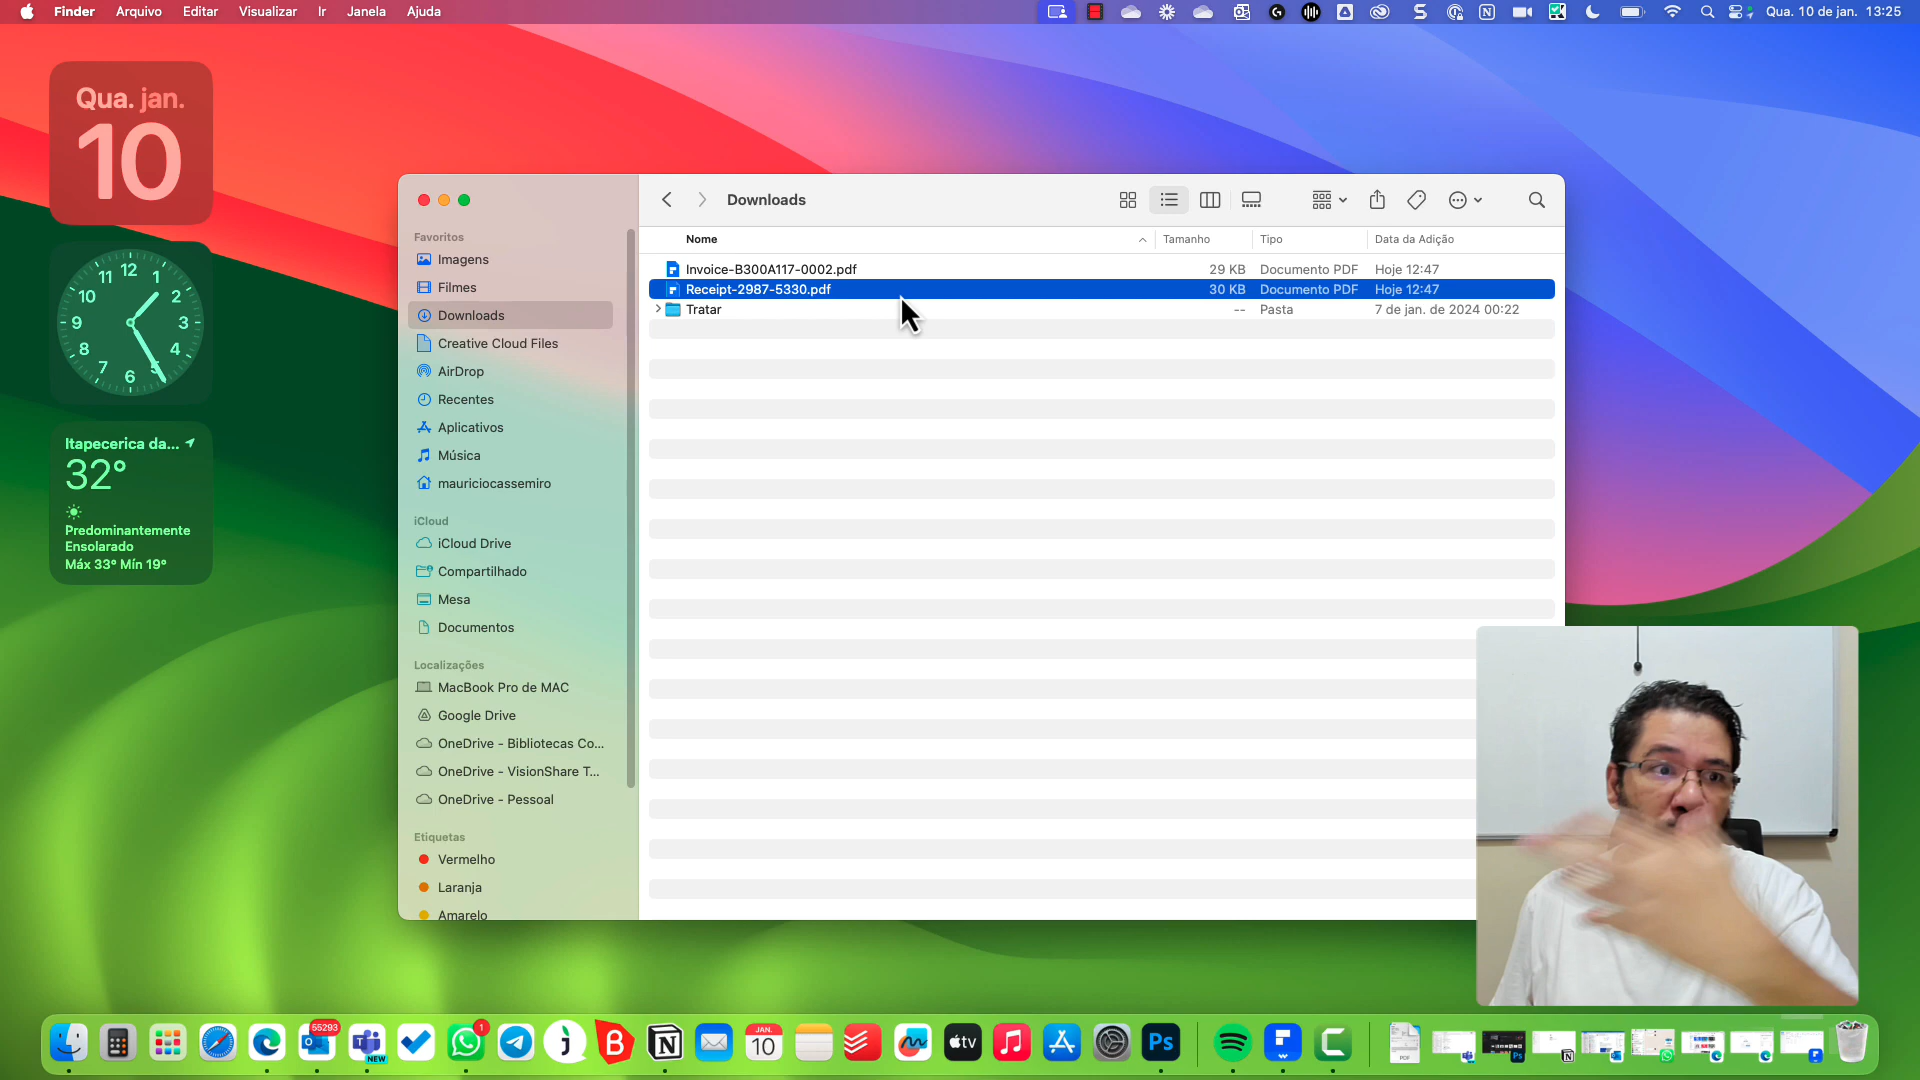 Finder Arquivo Editar Visualizar Ir Janela Ajuda
Qua. 10 de jan. 13:25
Qua. jan.
10
12 1 2 3 4 5 6 7 8 9 10 11
Itapecerica da...
32°
Predominantemente
Ensolarado
Máx 33° Mín 19°
Favoritos
Imagens
Filmes
Downloads
Creative Cloud Files
AirDrop
Recentes
Aplicativos
Música
mauriciocassemiro
iCloud
iCloud Drive
Compartilhado
Mesa
Documentos
Localizações
MacBook Pro de MAC
Google Drive
OneDrive - Bibliotecas Co...
OneDrive - VisionShare T...
OneDrive - Pessoal
Etiquetas
Vermelho
Laranja
Amarelo
Downloads
Nome Tamanho Tipo Data da Adição
Invoice-B300A117-0002.pdf 29 KB Documento PDF Hoje 12:47
Receipt-2987-5330.pdf 30 KB Documento PDF Hoje 12:47
Tratar -- Pasta 7 de jan. de 2024 00:22
55293
NEW
1
JAN.
10
tv
Ps
PDF